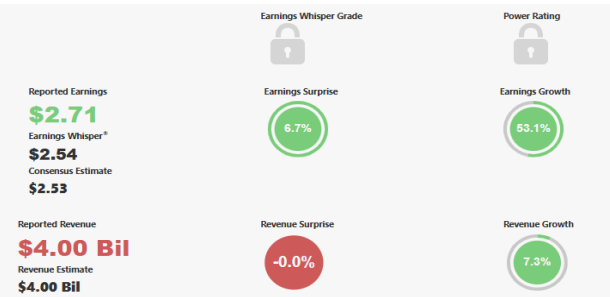 Earnings Whisper Grade
Power Rating
Reported Earnings
Earnings Surprise
Earnings Growth
$2.71
6.7%
53.1%
Earnings Whisper®
$2.54
Consensus Estimate
$2.53
Reported Revenue
Revenue Surprise
Revenue Growth
$4.00 Bil
-0.0%
7.3%
Revenue Estimate
$4.00 Bil